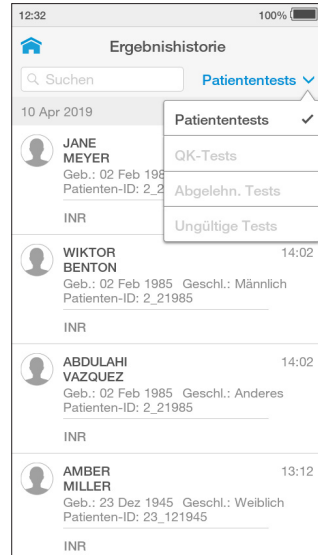 12:32 100%
Ergebnishistorie
Suchen Patiententests
10 Apr 2019
Patiententests
QK-Tests
Abgelehn. Tests
Ungültige Tests
JANE
MEYER
Geb.: 02 Feb 198
Patienten-ID: 2_2
INR
WIKTOR 14:02
BENTON
Geb.: 02 Feb 1985 Geschl.: Männlich
Patienten-ID: 2_21985
INR
ABDULAHI 14:02
VAZQUEZ
Geb.: 02 Feb 1985 Geschl.: Anderes
Patienten-ID: 2_21985
INR
AMBER 13:12
MILLER
Geb.: 23 Dez 1945 Geschl.: Weiblich
Patienten-ID: 23_121945
INR